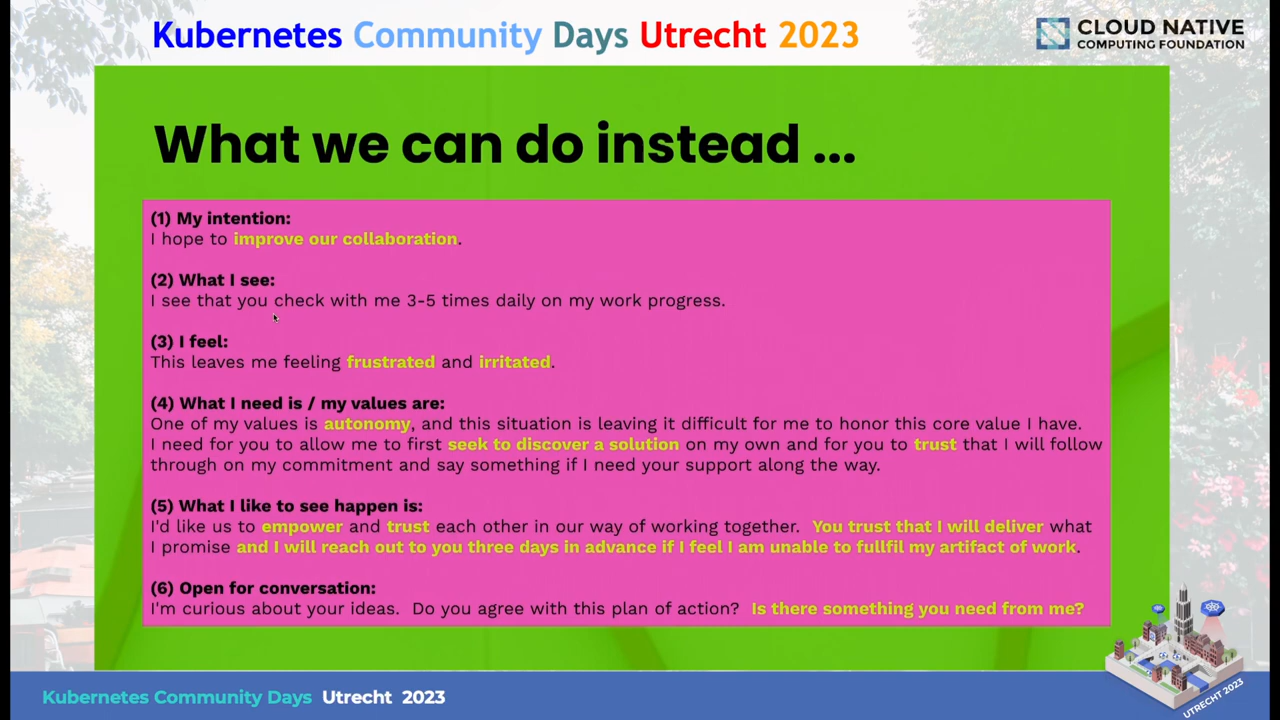 Kubernetes Community Days Utrecht 2023
CLOUD NATIVE
COMPUTING FOUNDATION
What we can do instead ...
(1) My intention:
I hope to improve our collaboration.
(2) What I see:
I see that you check with me 3-5 times daily on my work progress.
(3) I feel:
This leaves me feeling frustrated and irritated.
(4) What I need is / my values are:
One of my values is autonomy, and this situation is leaving it difficult for me to honor this core value I have.
I need for you to allow me to first seek to discover a solution on my own and for you to trust that I will follow
through on my commitment and say something if I need your support along the way.
(5) What I like to see happen is:
I'd like us to empower and trust each other in our way of working together. You trust that I will deliver what
I promise and I will reach out to you three days in advance if I feel I am unable to fullfil my artifact of work.
(6) Open for conversation:
I'm curious about your ideas. Do you agree with this plan of action? Is there something you need from me?
Kubernetes Community Days Utrecht 2023
UTRECHT 2023